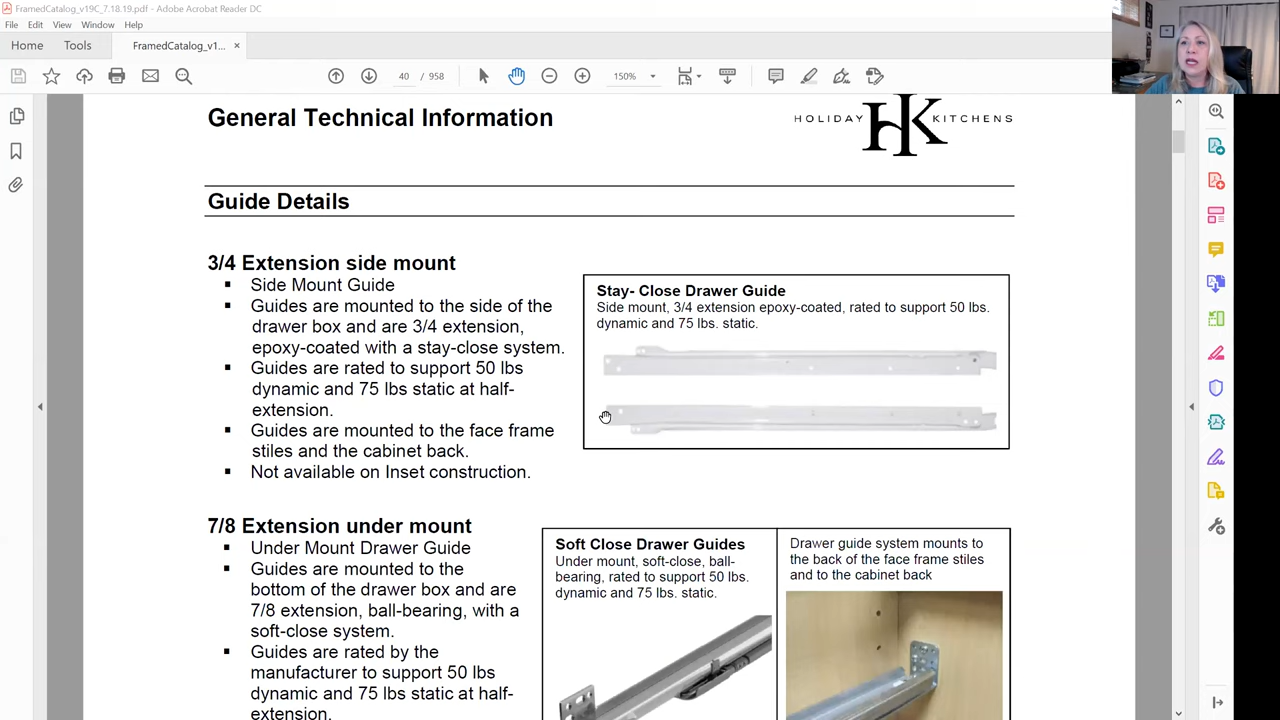 FramedCatalog_v19C_7.18.19.pdf - Adobe Acrobat Reader DC
File Edit View Window Help
Home Tools FramedCatalog_v1... ×
40 / 958 150%
General Technical Information
HOLIDAY HK KITCHENS
Guide Details
3/4 Extension side mount
▪ Side Mount Guide
▪ Guides are mounted to the side of the
drawer box and are 3/4 extension,
epoxy-coated with a stay-close system.
▪ Guides are rated to support 50 lbs
dynamic and 75 lbs static at half-
extension.
▪ Guides are mounted to the face frame
stiles and the cabinet back.
▪ Not available on Inset construction.
Stay- Close Drawer Guide
Side mount, 3/4 extension epoxy-coated, rated to support 50 lbs.
dynamic and 75 lbs. static.
7/8 Extension under mount
▪ Under Mount Drawer Guide
▪ Guides are mounted to the
bottom of the drawer box and are
7/8 extension, ball-bearing, with a
soft-close system.
▪ Guides are rated by the
manufacturer to support 50 lbs
dynamic and 75 lbs static at half-
extension.
Soft Close Drawer Guides
Under mount, soft-close, ball-
bearing, rated to support 50 lbs.
dynamic and 75 lbs. static.
Drawer guide system mounts to
the back of the face frame stiles
and to the cabinet back